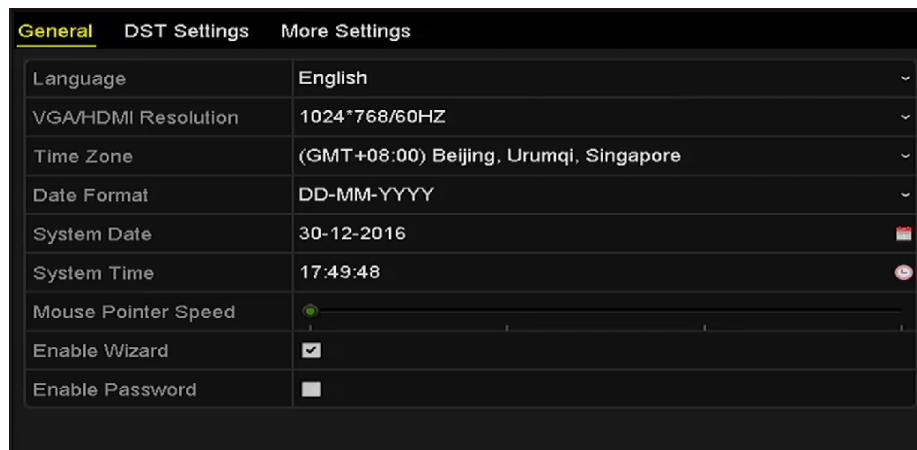 General DST Settings More Settings
Language English
VGA/HDMI Resolution 1024*768/60HZ
Time Zone (GMT+08:00) Beijing, Urumqi, Singapore
Date Format DD-MM-YYYY
System Date 30-12-2016
System Time 17:49:48
Mouse Pointer Speed
Enable Wizard
Enable Password